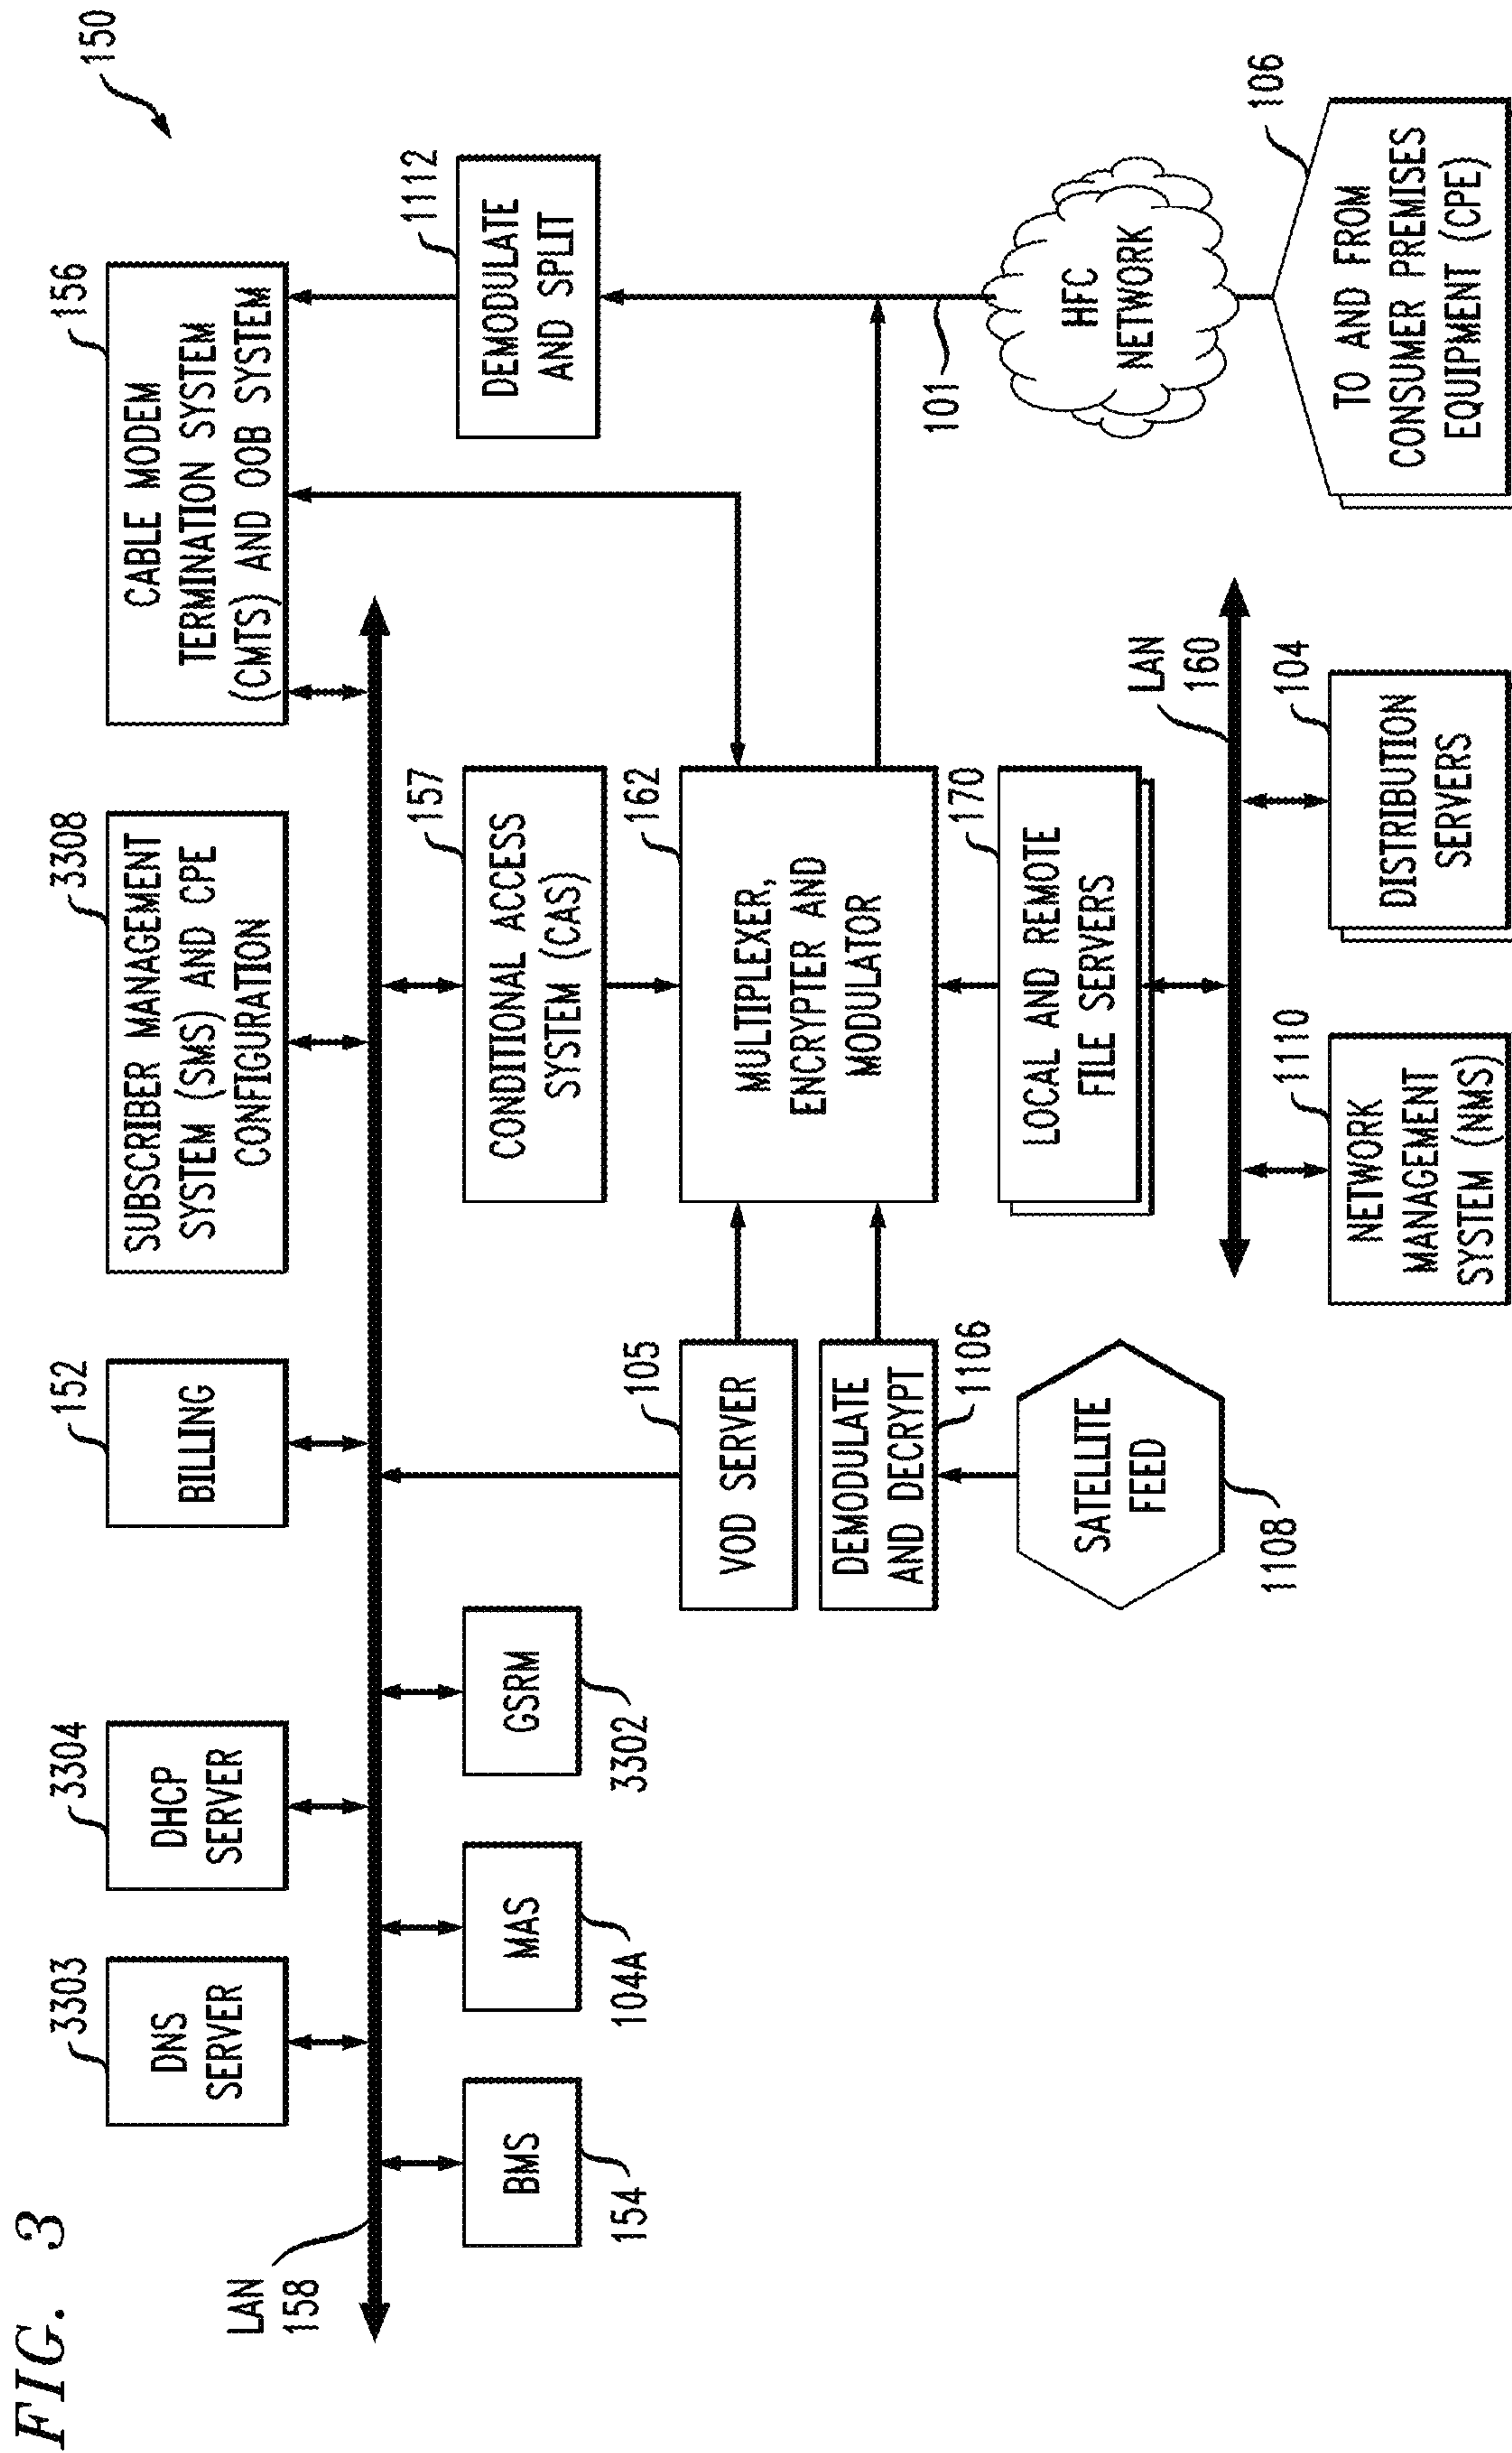 FIG. 3
150
3303
DNS
SERVER
3304
DHCP
SERVER
152
BILLING
3308
SUBSCRIBER MANAGEMENT
SYSTEM (SMS) AND CPE
CONFIGURATION
156
CABLE MODEM
TERMINATION SYSTEM
(CMTS) AND OOB SYSTEM
LAN
158
BMS
154
MAS
104A
GSRM
3302
157
CONDITIONAL ACCESS
SYSTEM (CAS)
1112
DEMODULATE
AND SPLIT
105
VOD SERVER
162
MULTIPLEXER,
ENCRYPTER AND
MODULATOR
DEMODULATE
AND DECRYPT
1106
101
SATELLITE
FEED
1108
170
LOCAL AND REMOTE
FILE SERVERS
HFC
NETWORK
LAN
160
1110
NETWORK
MANAGEMENT
SYSTEM (NMS)
104
DISTRIBUTION
SERVERS
106
TO AND FROM
CONSUMER PREMISES
EQUIPMENT (CPE)